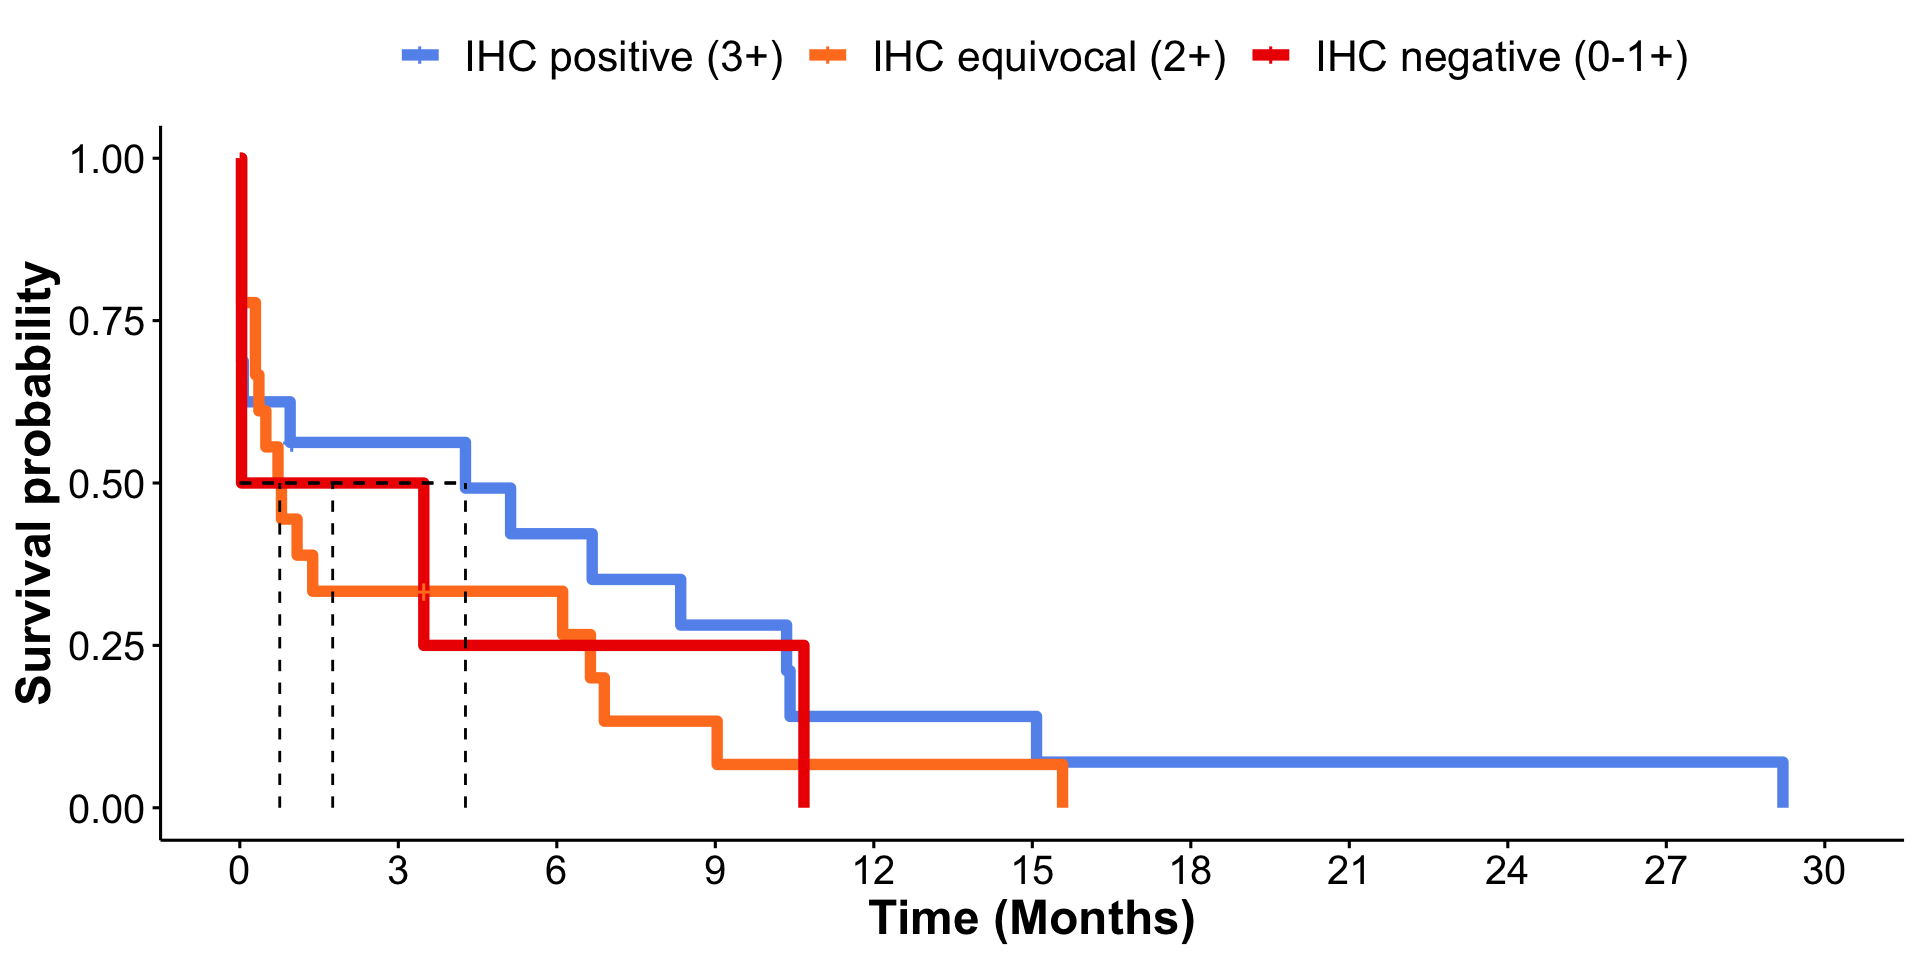 IHC positive (3+) IHC equivocal (2+) IHC negative (0-1+)
Survival probability
1.00
0.75
0.50
0.25
0.00
0 3 6 9 12 15 18 21 24 27 30
Time (Months)